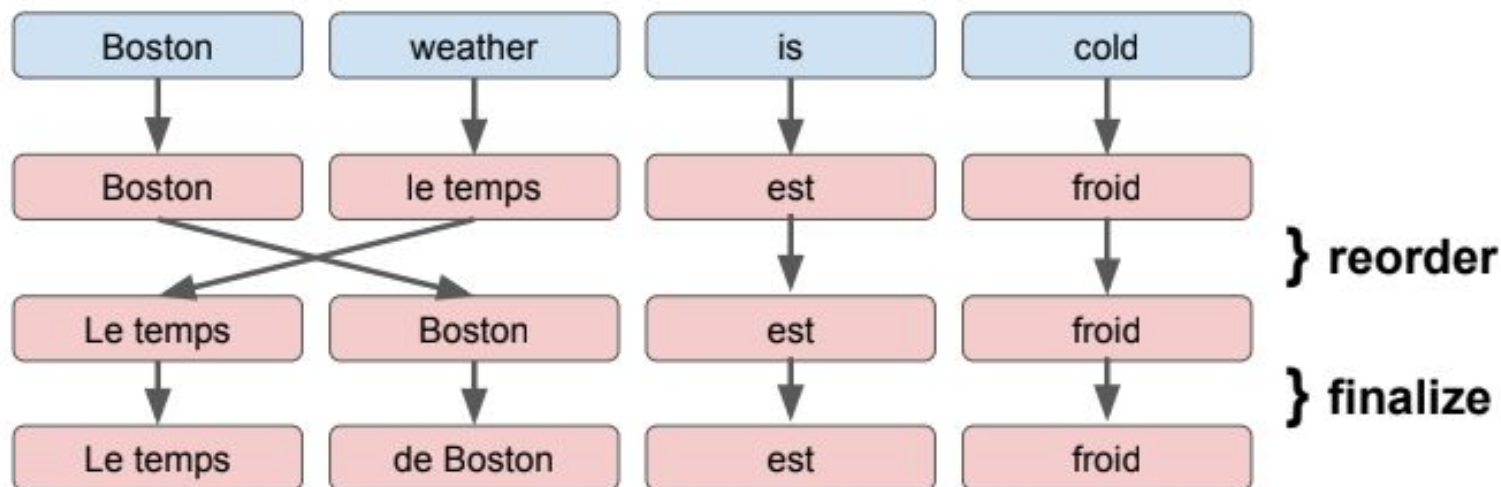 Boston weather is cold
Boston le temps est froid
} reorder
Le temps Boston est froid
} finalize
Le temps de Boston est froid